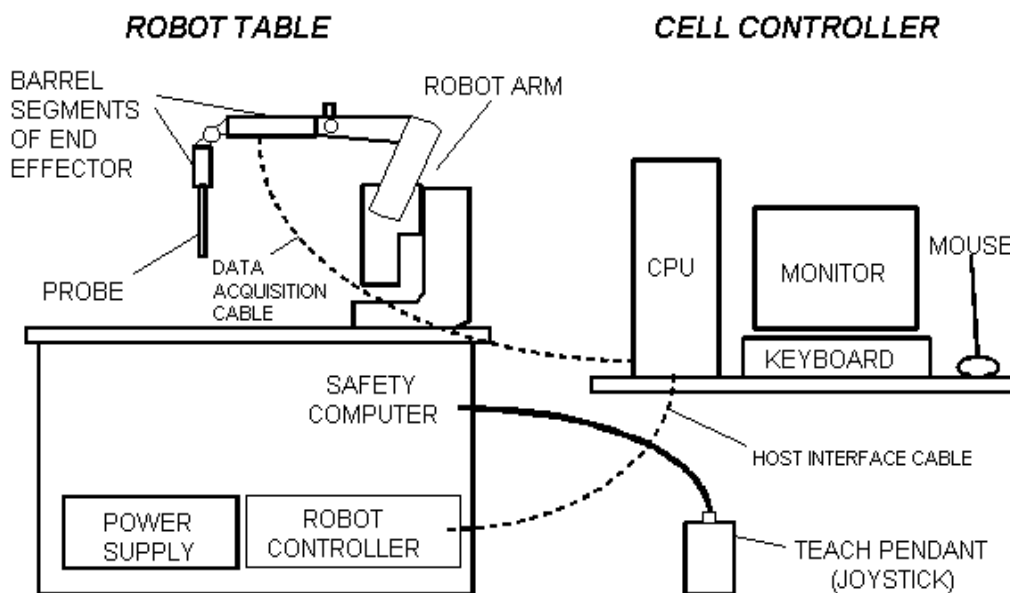 ROBOT TABLE
CELL CONTROLLER
BARREL
SEGMENTS
OF END
EFFECTOR
ROBOT ARM
PROBE
DATA
ACQUISITION
CABLE
CPU
MONITOR
MOUSE
KEYBOARD
SAFETY
COMPUTER
HOST INTERFACE CABLE
POWER
SUPPLY
ROBOT
CONTROLLER
TEACH PENDANT
(JOYSTICK)